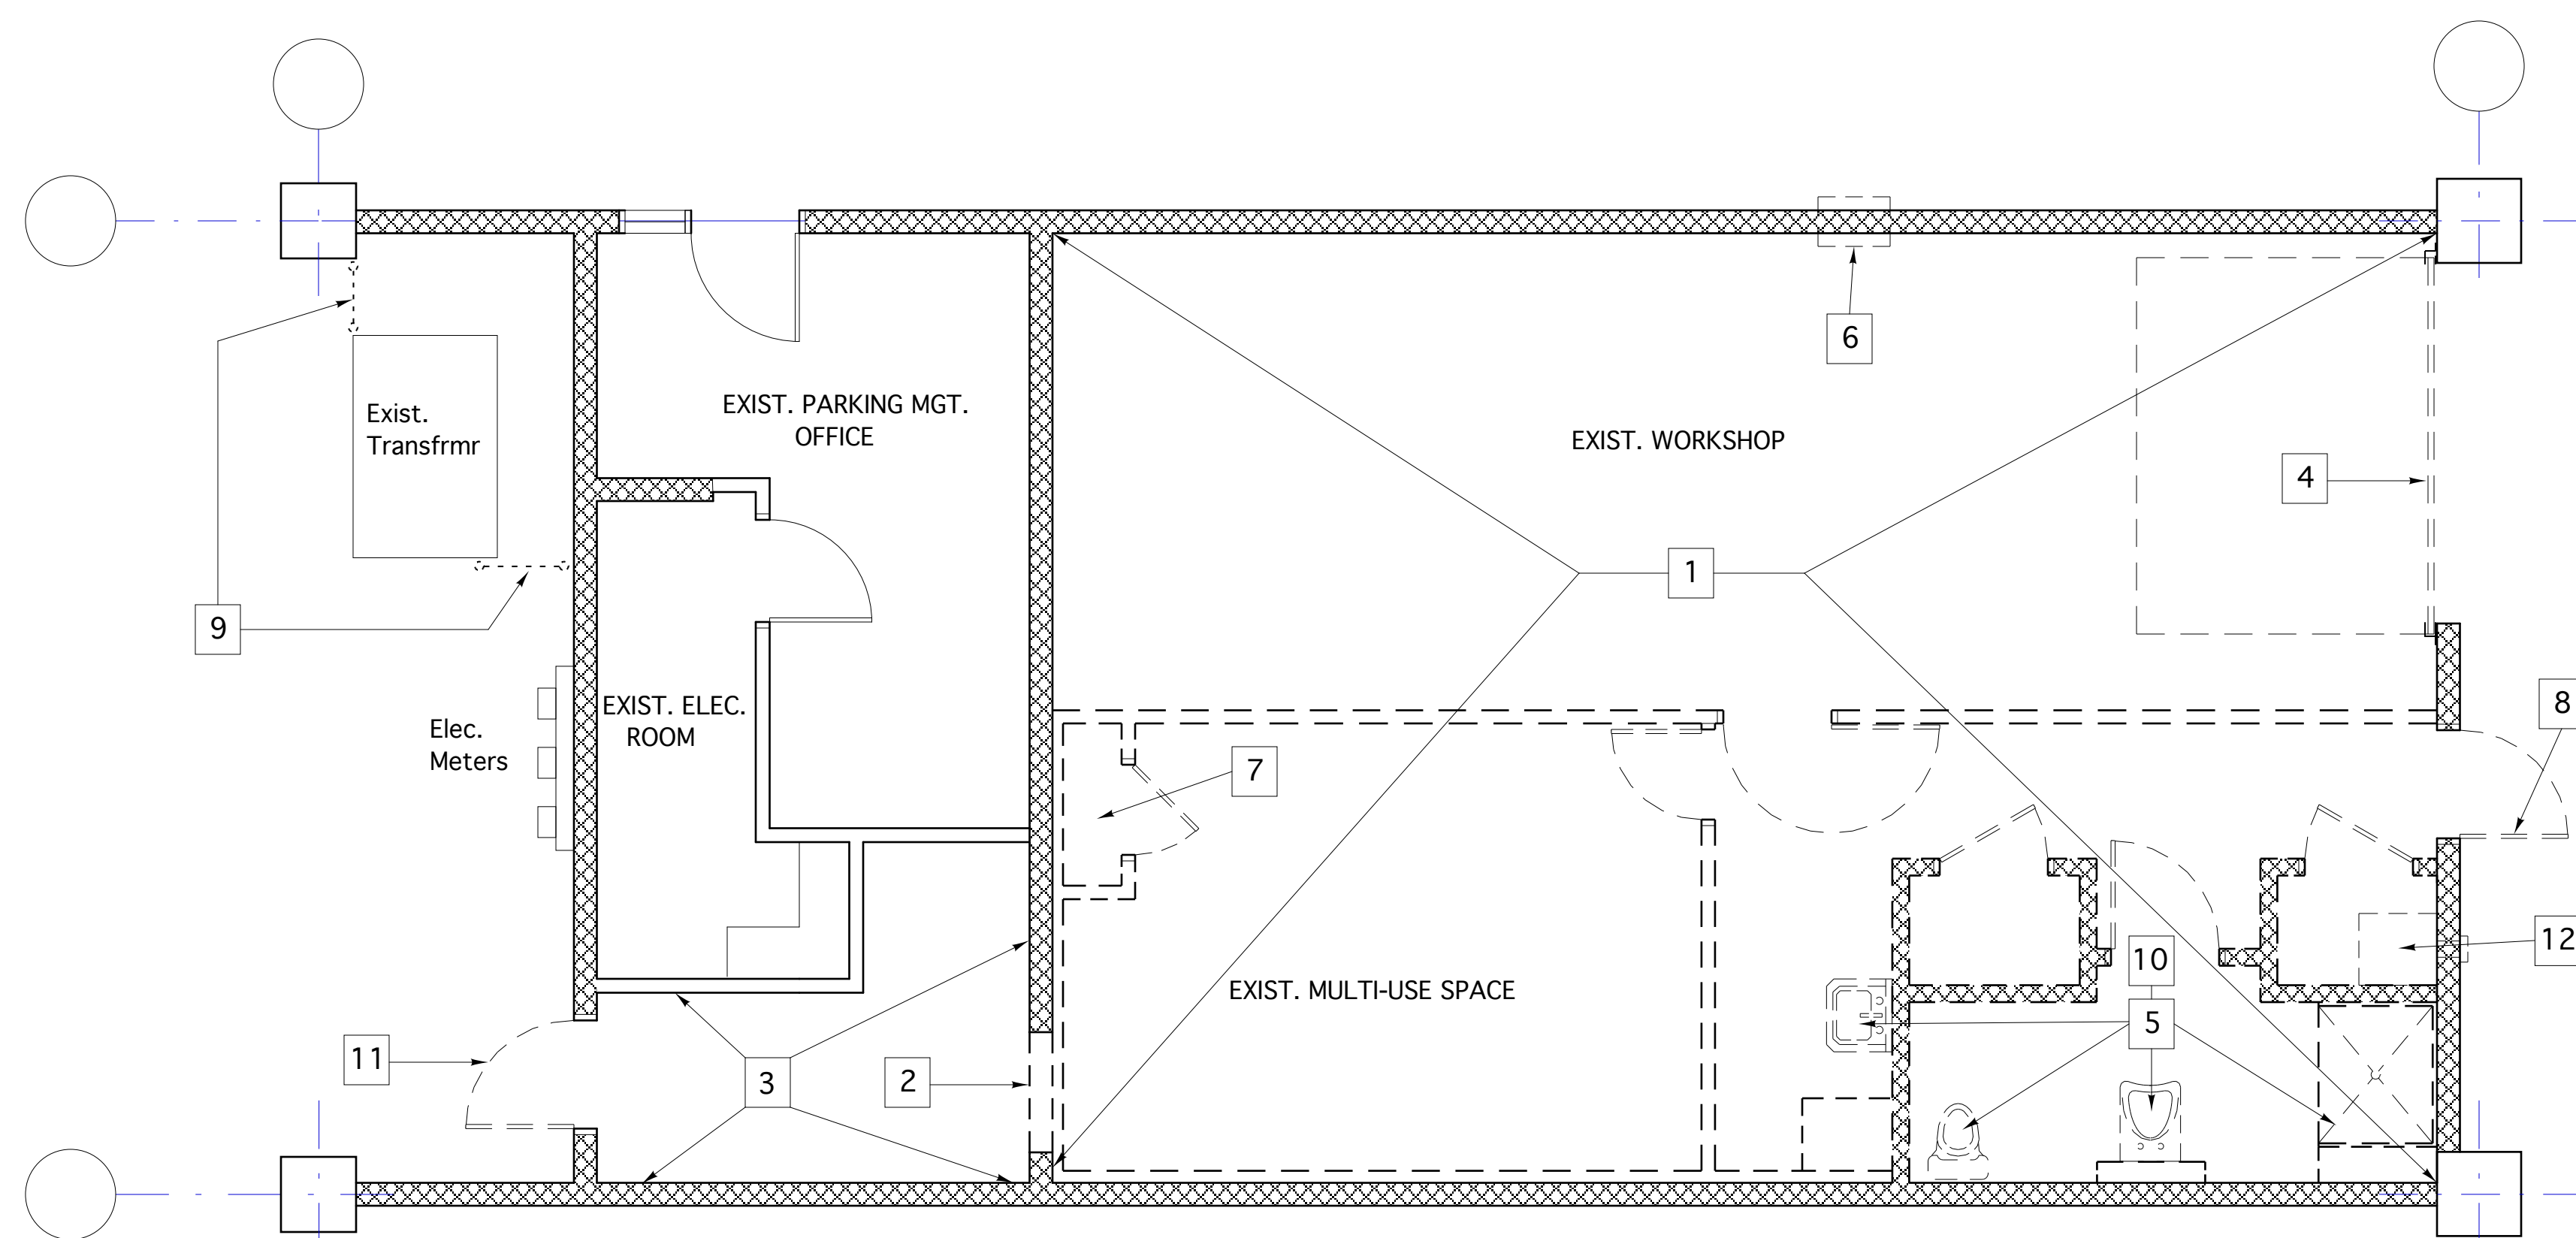 6
EXIST. PARKING MGT.
OFFICE
Exist.
Transfrmr
EXIST. WORKSHOP
4
1
9
EXIST. ELEC.
ROOM
Elec.
Meters
8
7
12
10
EXIST. MULTI-USE SPACE
5
11
3
2